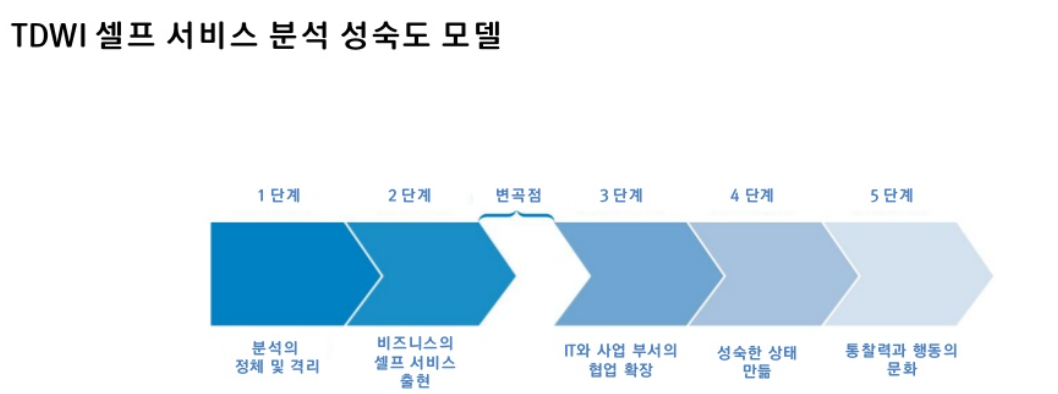 TDWI 셀프 서비스 분석 성숙도 모델
1 단계
2 단계
변곡점
3 단계
4 단계
5 단계
분석의
정체 및 격리
비즈니스의
셀프 서비스
출현
IT와 사업 부서의
협업 확장
성숙한 상태
만듦
통찰력과 행동의
문화